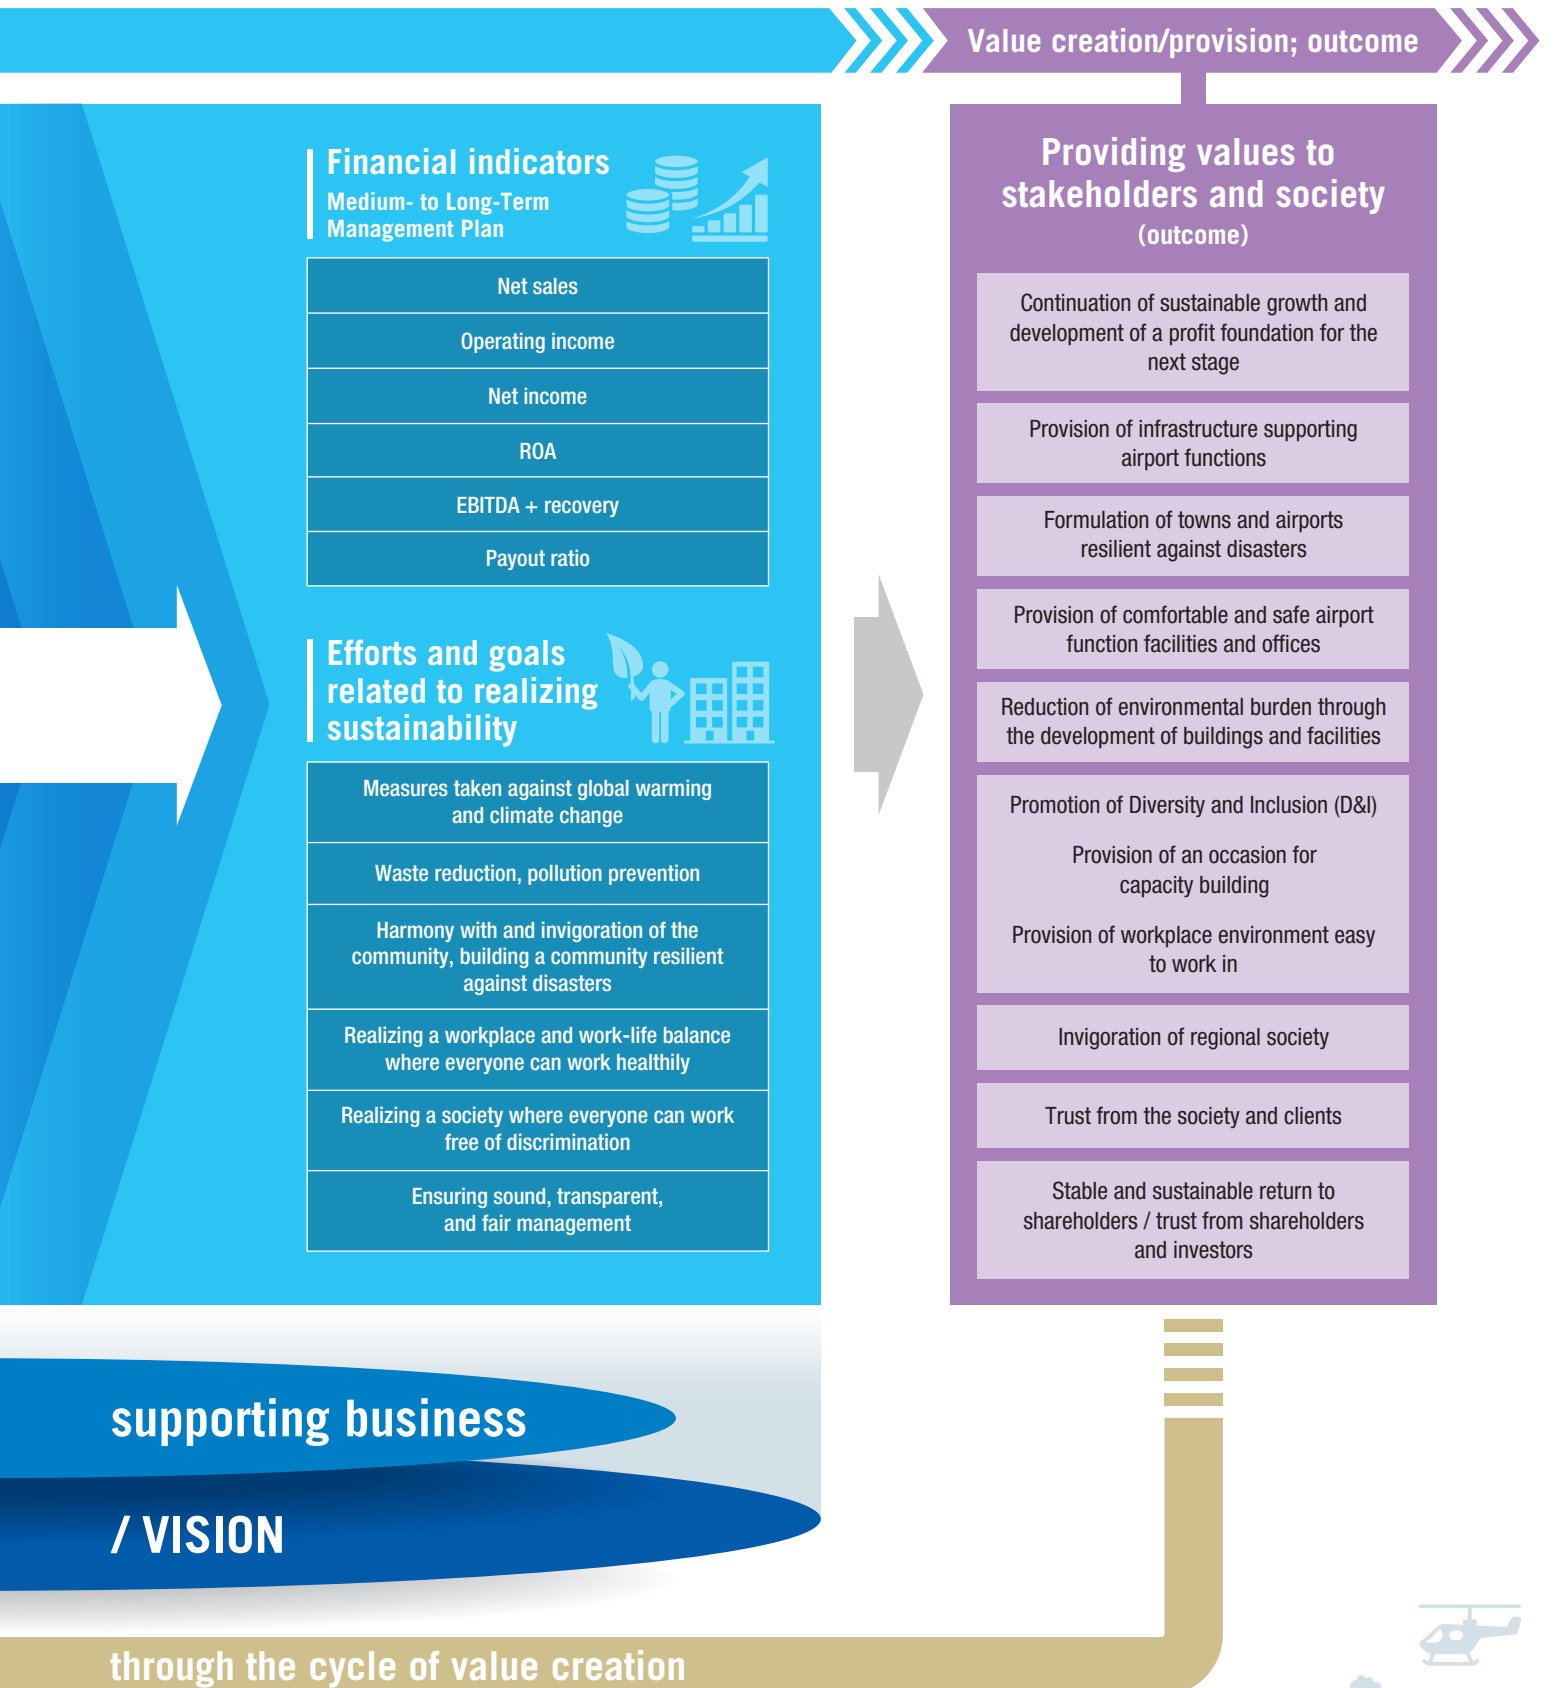 Value creation/provision; outcome
Financial indicators
Medium- to Long-Term
Management Plan
Net sales
Operating income
Net income
ROA
EBITDA + recovery
Payout ratio
Efforts and goals
related to realizing
sustainability
Measures taken against global warming
and climate change
Waste reduction, pollution prevention
Harmony with and invigoration of the
community, building a community resilient
against disasters
Realizing a workplace and work-life balance
where everyone can work healthily
Realizing a society where everyone can work
free of discrimination
Ensuring sound, transparent,
and fair management
Providing values to
stakeholders and society
(outcome)
Continuation of sustainable growth and
development of a profit foundation for the
next stage
Provision of infrastructure supporting
airport functions
Formulation of towns and airports
resilient against disasters
Provision of comfortable and safe airport
function facilities and offices
Reduction of environmental burden through
the development of buildings and facilities
Promotion of Diversity and Inclusion (D&I)
Provision of an occasion for
capacity building
Provision of workplace environment easy
to work in
Invigoration of regional society
Trust from the society and clients
Stable and sustainable return to
shareholders / trust from shareholders
and investors
supporting business
/ VISION
through the cycle of value creation